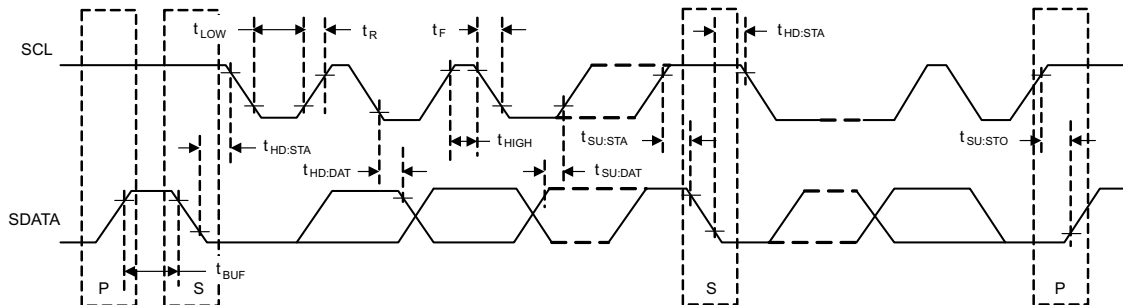 t_LOW t_R t_F t_HD:STA
SCL
t_HD:STA t_HIGH t_SU:STA t_SU:STO
t_HD:DAT t_SU:DAT
SDATA
t_BUF
P S S P